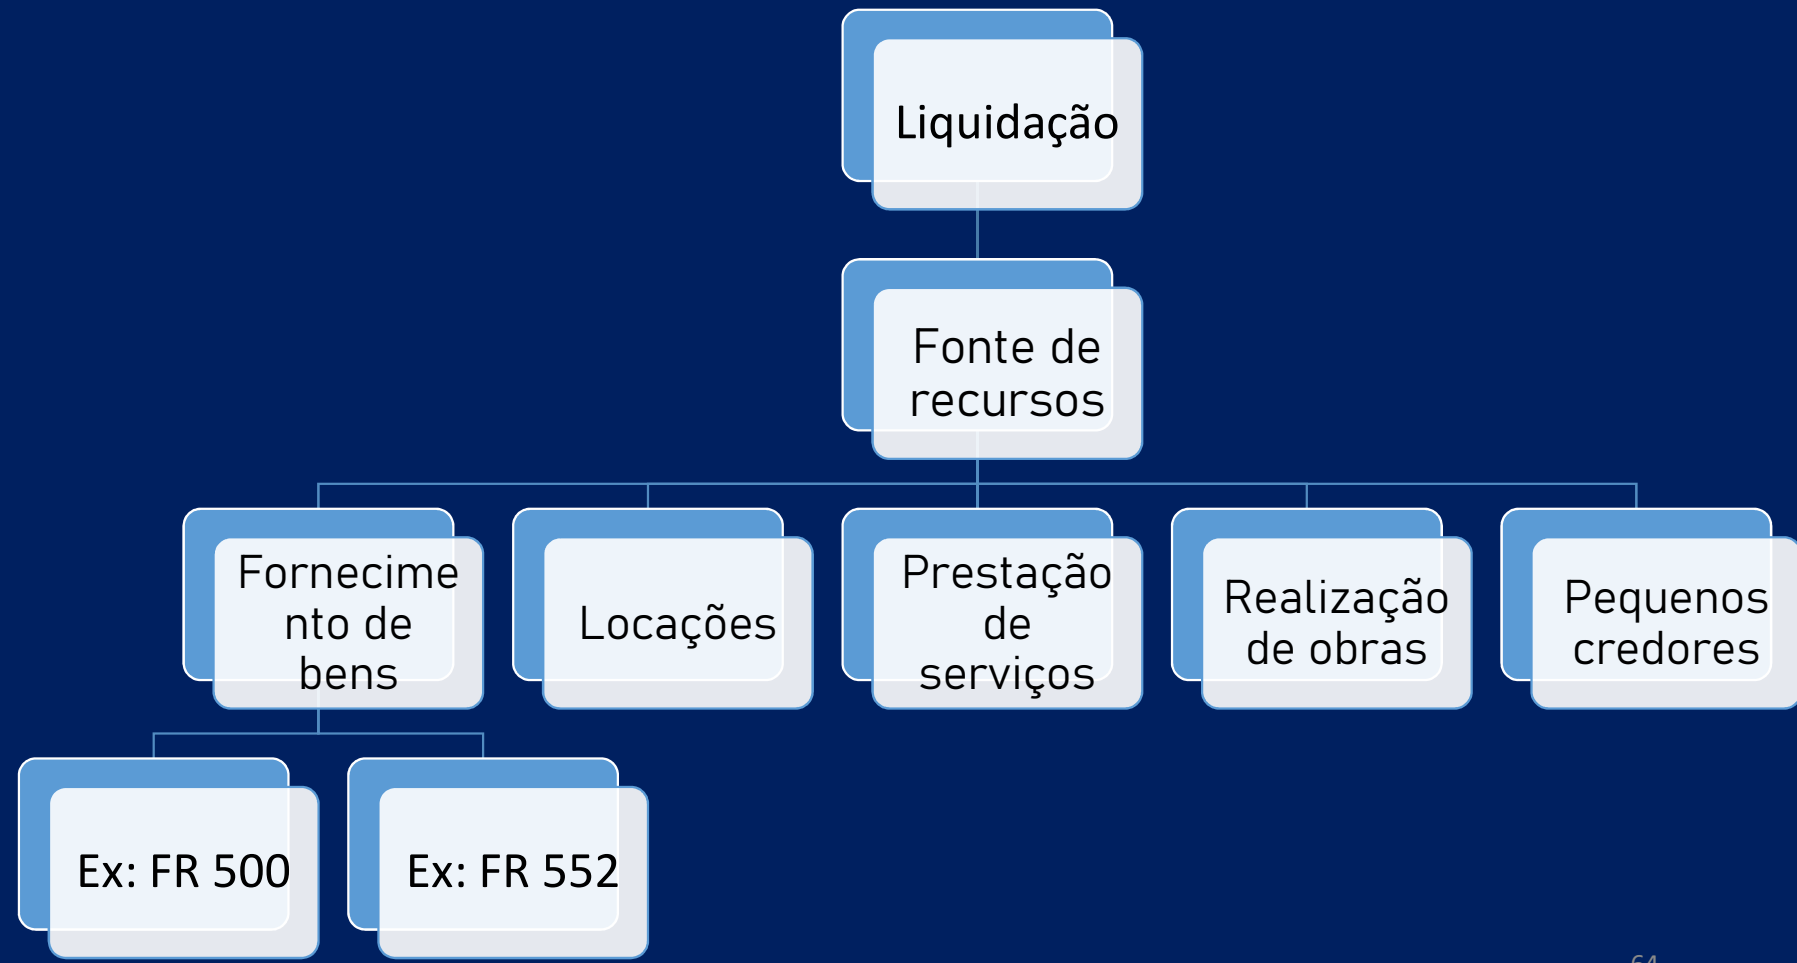 Liquidação
Fonte de
recursos
Fornecime
nto de
bens
Locações
Prestação
de
serviços
Realização
de obras
Pequenos
credores
Ex: FR 500
Ex: FR 552
64